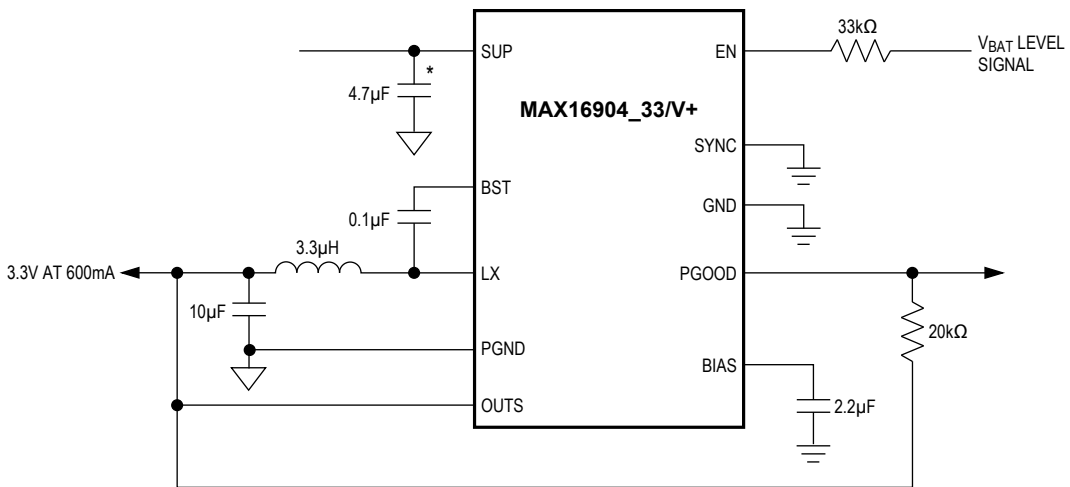 33kΩ
SUP
EN
VBAT LEVEL
SIGNAL
*
4.7µF
MAX16904_33/V+
SYNC
BST
GND
0.1µF
3.3µH
3.3V AT 600mA
LX
PGOOD
10µF
20kΩ
PGND
BIAS
OUTS
2.2µF